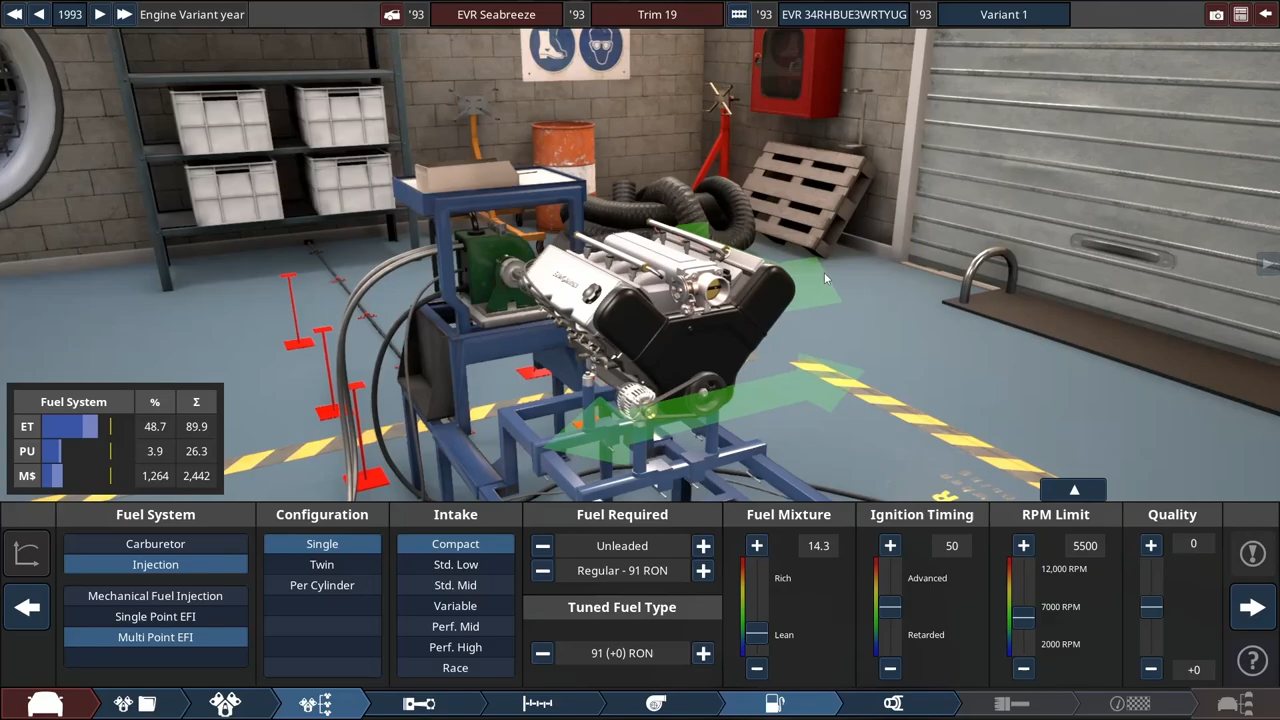 1993 Engine Variant year '93 EVR Seabreeze '93 Trim 19 '93 EVR 34RHBUE3WRTYUG '93 Variant 1
Fuel System % Σ
ET 48.7 89.9
PU 3.9 26.3
M$ 1,264 2,442
Fuel System
Carburetor
Injection
Mechanical Fuel Injection
Single Point EFI
Multi Point EFI
Configuration
Single
Twin
Per Cylinder
Intake
Compact
Std. Low
Std. Mid
Variable
Perf. Mid
Perf. High
Race
Fuel Required
Unleaded
Regular - 91 RON
Tuned Fuel Type
91 (+0) RON
Fuel Mixture
14.3
Rich
Lean
Ignition Timing
50
Advanced
Retarded
RPM Limit
5500
12,000 RPM
7000 RPM
2000 RPM
Quality
0
+0